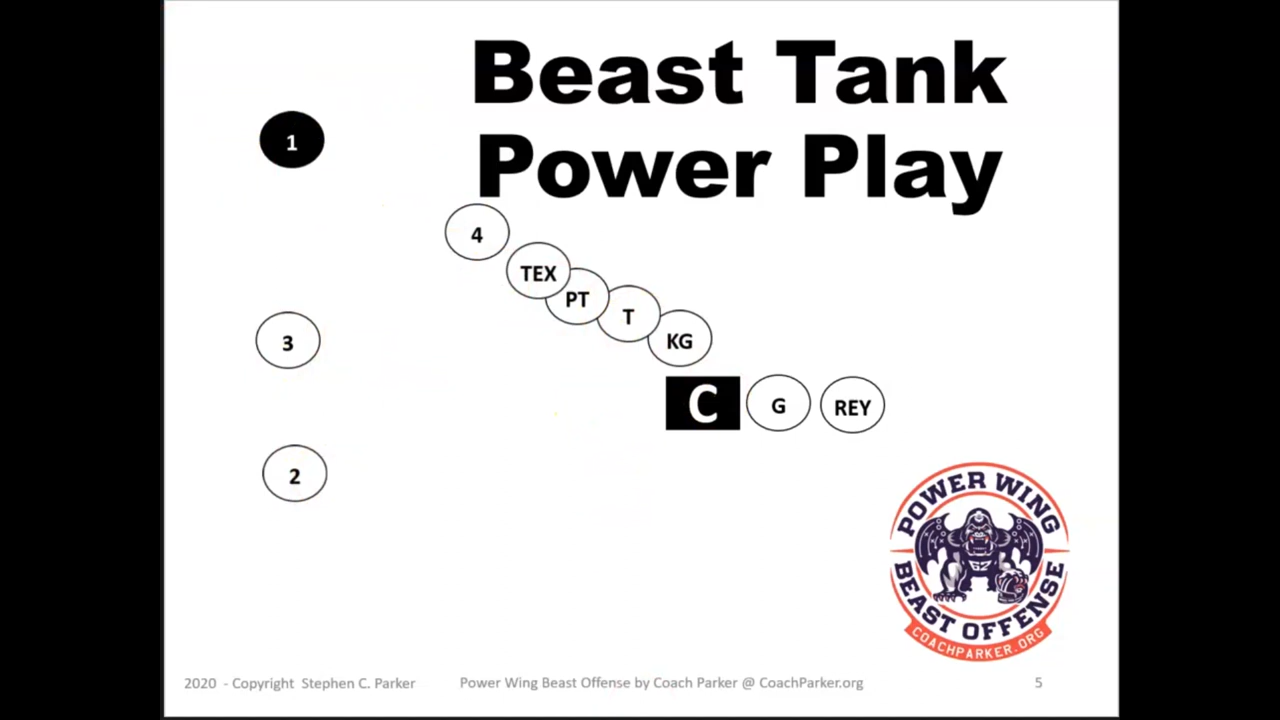 Beast Tank
Power Play
1
4
TEX
PT
T
KG
3
C
G
REY
2
POWER WING
62
BEAST OFFENSE
COACHPARKER.ORG
2020 - Copyright Stephen C. Parker
Power Wing Beast Offense by Coach Parker @ CoachParker.org
5